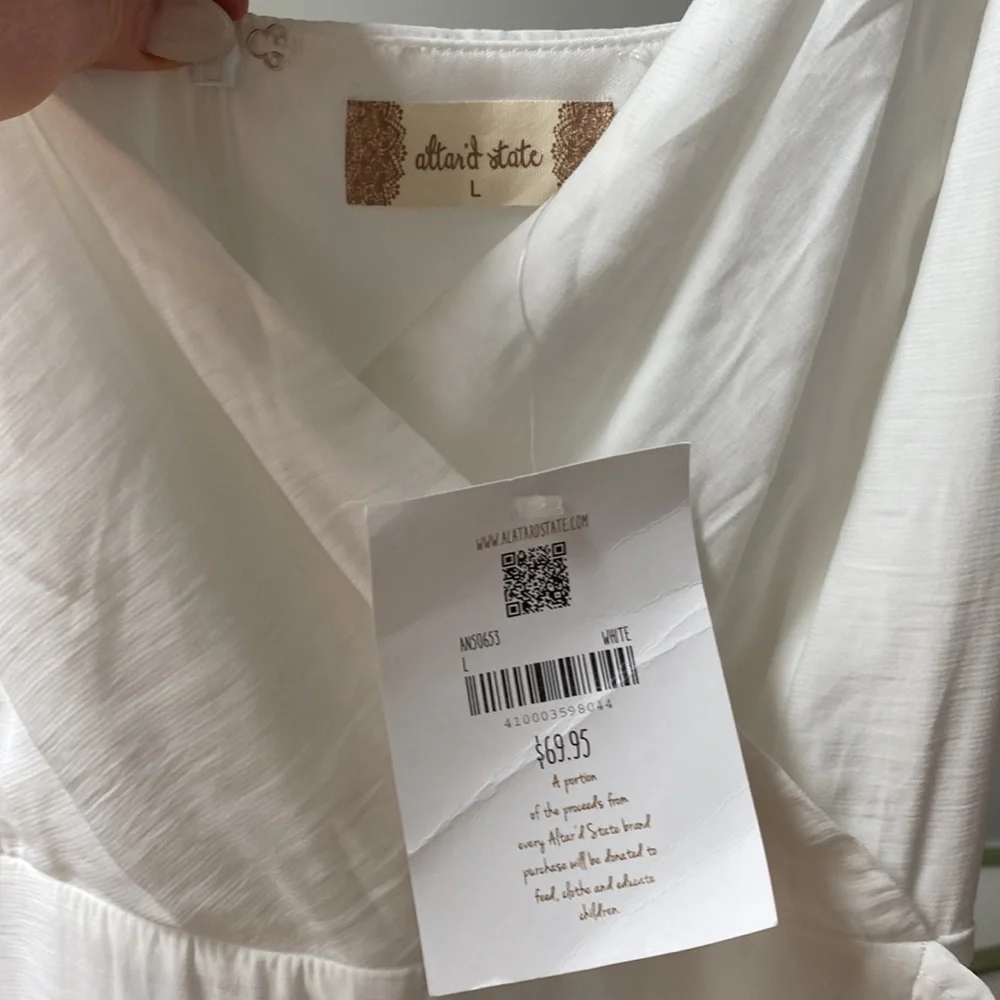 altar'd state
L
WWW.ALATARDSTATE.COM
AN50653 WHITE
L
410003598044
$69.95
A portion
of the proceeds from
every Altar'd State brand
purchase will be donated to
feed, clothe and educate
children.